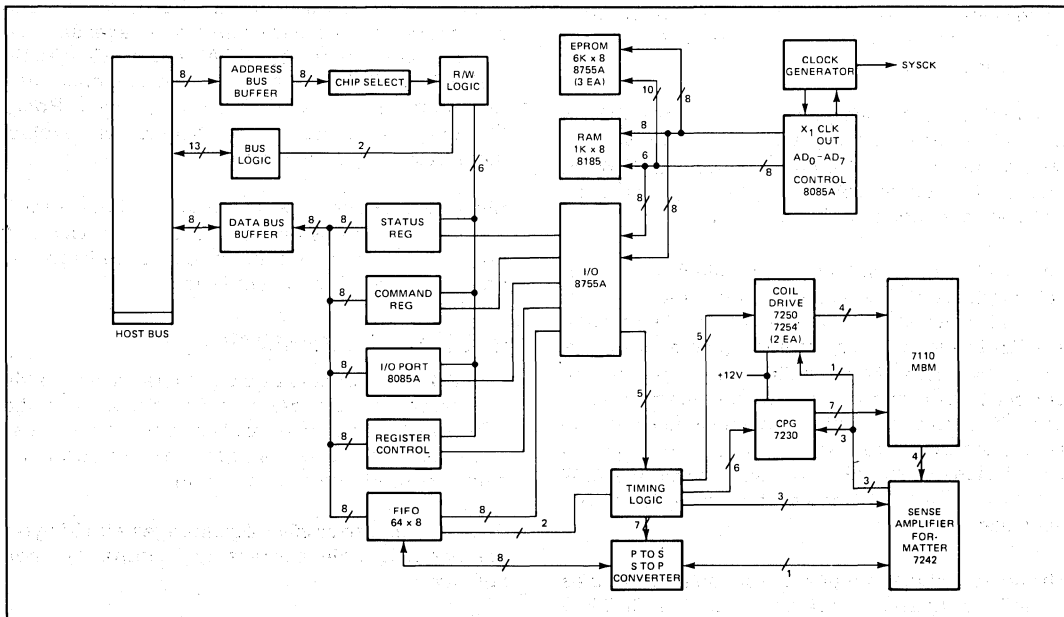 HOST BUS
8
ADDRESS
BUS
BUFFER
8
CHIP SELECT
R/W
LOGIC
13
BUS
LOGIC
2
6
8
DATA BUS
BUFFER
8
8
STATUS
REG
8
COMMAND
REG
8
I/O PORT
8085A
8
REGISTER
CONTROL
8
FIFO
64 x 8
8
2
8
EPROM
6K x 8
8755A
(3 EA)
10
8
RAM
1K x 8
8185
8
6
8
8
8
I/O
8755A
CLOCK
GENERATOR
SYSCK
X1 CLK
OUT
AD0-AD7
CONTROL
8085A
5
TIMING
LOGIC
7
P TO S
S TO P
CONVERTER
5
6
3
1
COIL
DRIVE
7250
7254
(2 EA)
4
1
+12V
CPG
7230
7
3
7110
MBM
4
3
SENSE
AMPLIFIER
FOR-
MATTER
7242